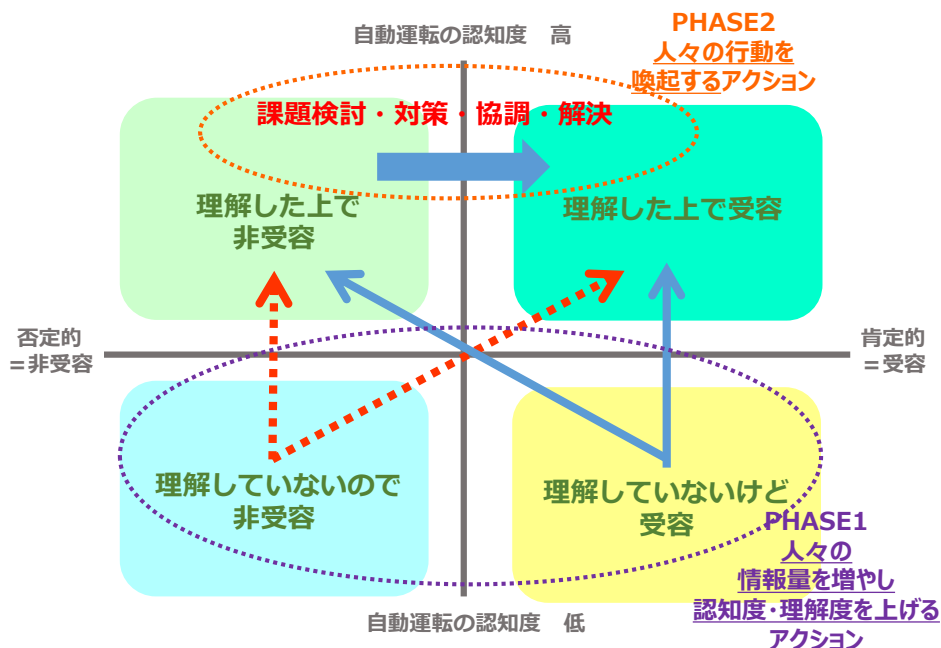 自動運転の認知度　高
PHASE2
人々の行動を
喚起するアクション
課題検討・対策・協調・解決
理解した上で
非受容
理解した上で受容
否定的
＝非受容
肯定的
＝受容
理解していないので
非受容
理解していないけど
受容
PHASE1
人々の
情報量を増やし
認知度・理解度を上げる
アクション
自動運転の認知度　低